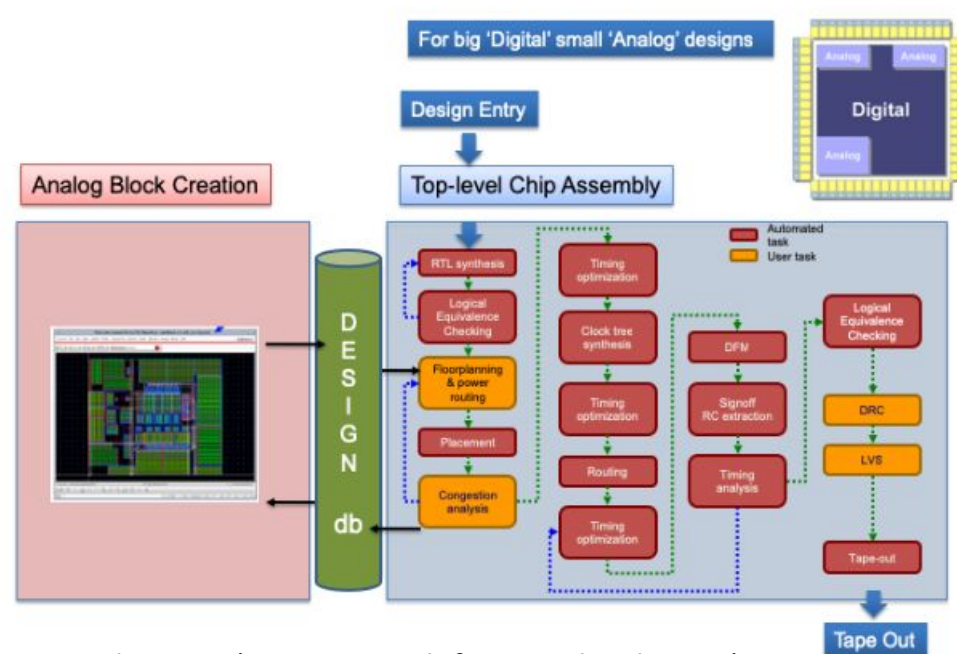 For big ‘Digital’ small ‘Analog’ designs
Analog
Analog
Digital
Analog
Design Entry
Analog Block Creation
Top-level Chip Assembly
Automated
task
User task
D
E
S
I
G
N
db
RTL synthesis
Logical
Equivalence
Checking
Floorplanning
& power
routing
Placement
Congestion
analysis
Timing
optimization
Clock tree
synthesis
Timing
optimization
Routing
Timing
optimization
DFM
Signoff
RC extraction
Timing
analysis
Logical
Equivalence
Checking
DRC
LVS
Tape-out
Tape Out